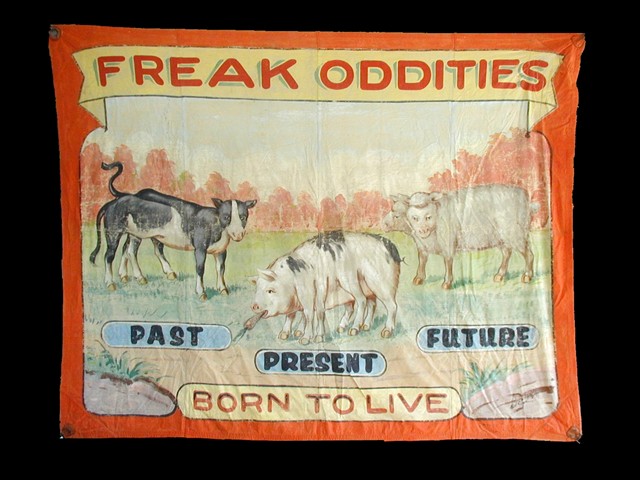 FREAK ODDITIES
PAST
FUTURE
PRESENT
BORN TO LIVE